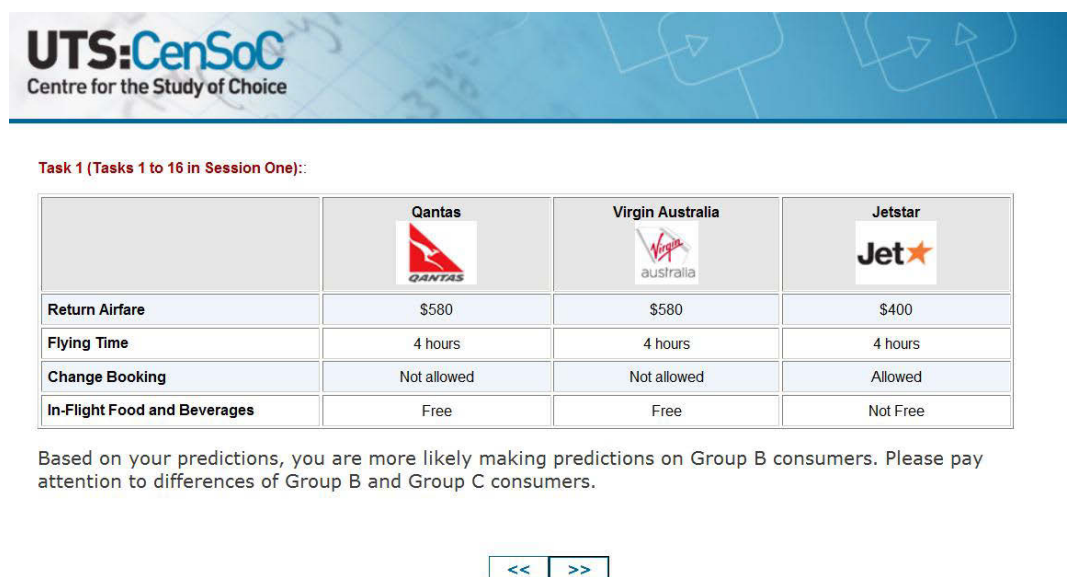 UTS:CenSoC
Centre for the Study of Choice
Task 1 (Tasks 1 to 16 in Session One)::
Qantas Virgin Australia Jetstar
QANTAS Virgin australia Jet
Return Airfare $580 $580 $400
Flying Time 4 hours 4 hours 4 hours
Change Booking Not allowed Not allowed Allowed
In-Flight Food and Beverages Free Free Not Free
Based on your predictions, you are more likely making predictions on Group B consumers. Please pay
attention to differences of Group B and Group C consumers.
<< >>